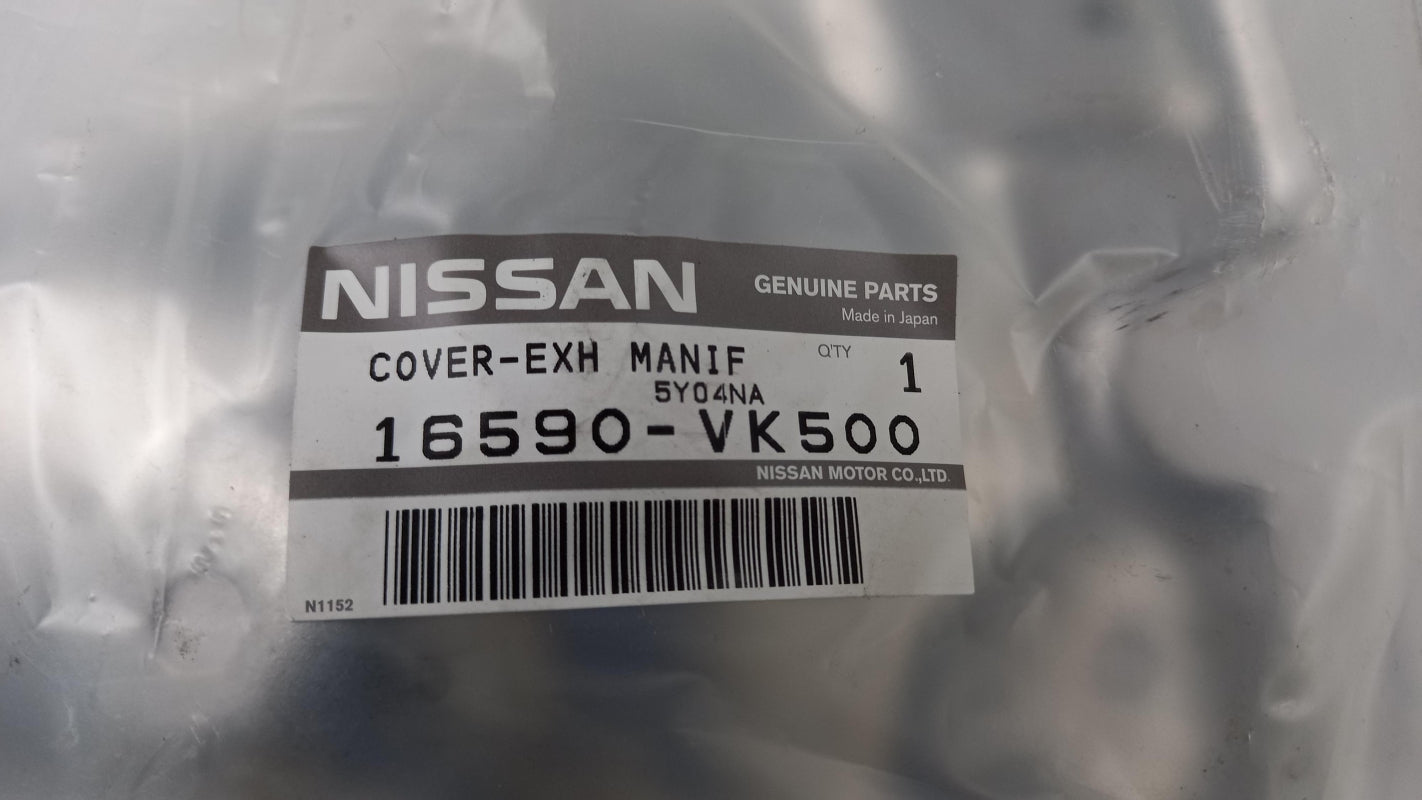 NISSAN
GENUINE PARTS
Made in Japan
COVER-EXH MANIF
Q'TY 1
5Y04NA
16590-VK500
NISSAN MOTOR CO.,LTD.
N1152